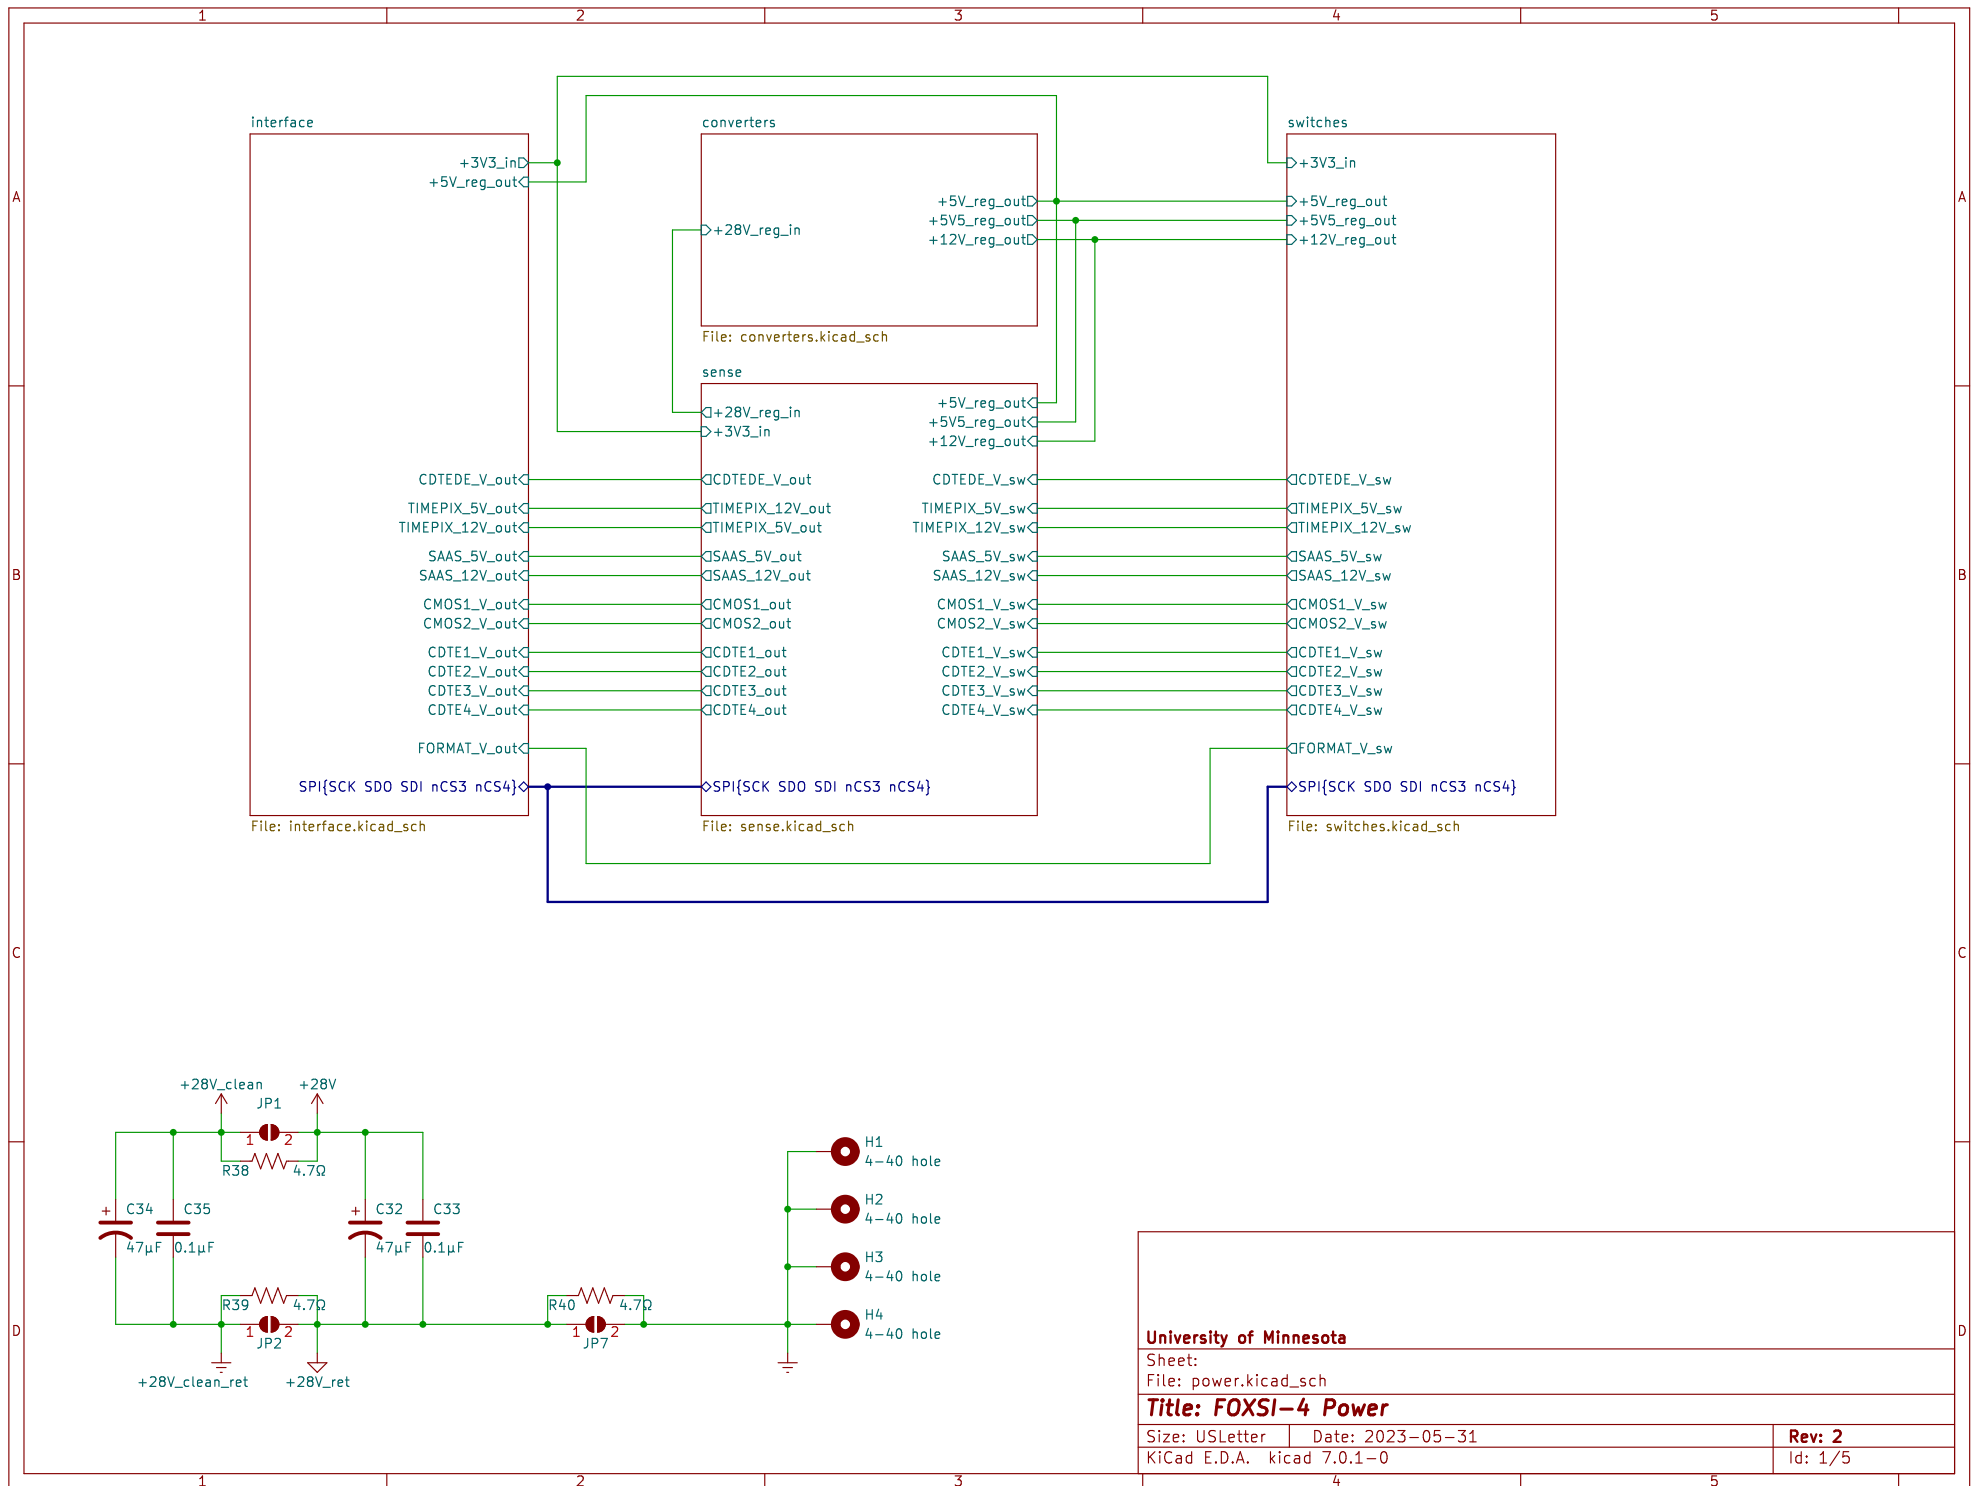 1 2 3 4 5
A A
B B
C C
D D
interface
+3V3_in
+5V_reg_out
CDTEDE_V_out
TIMEPIX_5V_out
TIMEPIX_12V_out
SAAS_5V_out
SAAS_12V_out
CMOS1_V_out
CMOS2_V_out
CDTE1_V_out
CDTE2_V_out
CDTE3_V_out
CDTE4_V_out
FORMAT_V_out
SPI{SCK SDO SDI nCS3 nCS4}
File: interface.kicad_sch
converters
+28V_reg_in
+5V_reg_out
+5V5_reg_out
+12V_reg_out
File: converters.kicad_sch
sense
+28V_reg_in
+3V3_in
CDTEDE_V_out
TIMEPIX_12V_out
TIMEPIX_5V_out
SAAS_5V_out
SAAS_12V_out
CMOS1_out
CMOS2_out
CDTE1_out
CDTE2_out
CDTE3_out
CDTE4_out
SPI{SCK SDO SDI nCS3 nCS4}
+5V_reg_out
+5V5_reg_out
+12V_reg_out
CDTEDE_V_sw
TIMEPIX_5V_sw
TIMEPIX_12V_sw
SAAS_5V_sw
SAAS_12V_sw
CMOS1_V_sw
CMOS2_V_sw
CDTE1_V_sw
CDTE2_V_sw
CDTE3_V_sw
CDTE4_V_sw
File: sense.kicad_sch
switches
+3V3_in
+5V_reg_out
+5V5_reg_out
+12V_reg_out
CDTEDE_V_sw
TIMEPIX_5V_sw
TIMEPIX_12V_sw
SAAS_5V_sw
SAAS_12V_sw
CMOS1_V_sw
CMOS2_V_sw
CDTE1_V_sw
CDTE2_V_sw
CDTE3_V_sw
CDTE4_V_sw
FORMAT_V_sw
SPI{SCK SDO SDI nCS3 nCS4}
File: switches.kicad_sch
+28V_clean +28V
JP1
1 2
R38 4.7Ω
+ C34 C35 + C32 C33
47µF 0.1µF 47µF 0.1µF
R39 4.7Ω
1 2
JP2
+28V_clean_ret +28V_ret
R40 4.7Ω
1 2
JP7
H1
4-40 hole
H2
4-40 hole
H3
4-40 hole
H4
4-40 hole
University of Minnesota
Sheet:
File: power.kicad_sch
Title: FOXSI-4 Power
Size: USLetter Date: 2023-05-31 Rev: 2
KiCad E.D.A. kicad 7.0.1-0 Id: 1/5
1 2 3 4 5